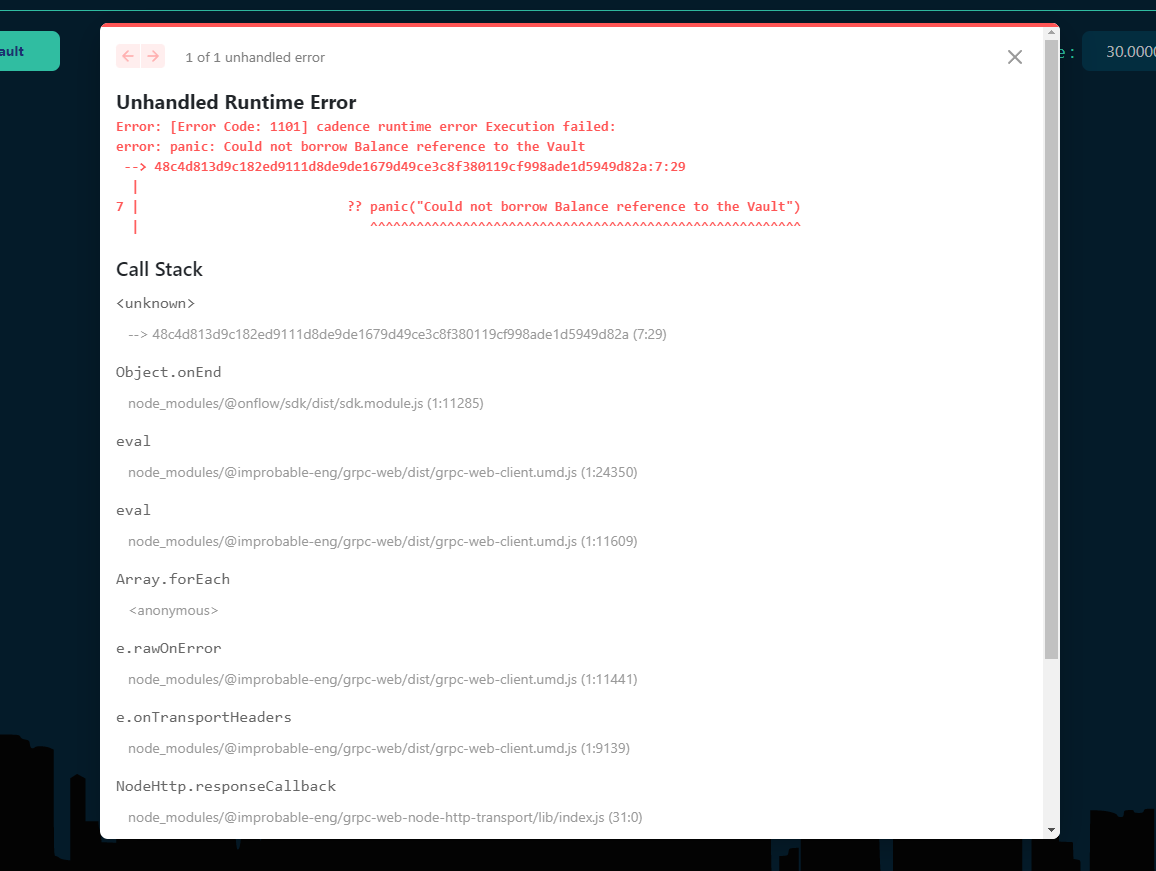 ault
1 of 1 unhandled error
e :
30.0000
Unhandled Runtime Error
Error: [Error Code: 1101] cadence runtime error Execution failed:
error: panic: Could not borrow Balance reference to the Vault
--> 48c4d813d9c182ed9111d8de9de1679d49ce3c8f380119cf998ade1d5949d82a:7:29
|
7 | ?? panic("Could not borrow Balance reference to the Vault")
| ^^^^^^^^^^^^^^^^^^^^^^^^^^^^^^^^^^^^^^^^^^^^^^^^^^^^^^^^
Call Stack
<unknown>
--> 48c4d813d9c182ed9111d8de9de1679d49ce3c8f380119cf998ade1d5949d82a (7:29)
Object.onEnd
node_modules/@onflow/sdk/dist/sdk.module.js (1:11285)
eval
node_modules/@improbable-eng/grpc-web/dist/grpc-web-client.umd.js (1:24350)
eval
node_modules/@improbable-eng/grpc-web/dist/grpc-web-client.umd.js (1:11609)
Array.forEach
<anonymous>
e.rawOnError
node_modules/@improbable-eng/grpc-web/dist/grpc-web-client.umd.js (1:11441)
e.onTransportHeaders
node_modules/@improbable-eng/grpc-web/dist/grpc-web-client.umd.js (1:9139)
NodeHttp.responseCallback
node_modules/@improbable-eng/grpc-web-node-http-transport/lib/index.js (31:0)